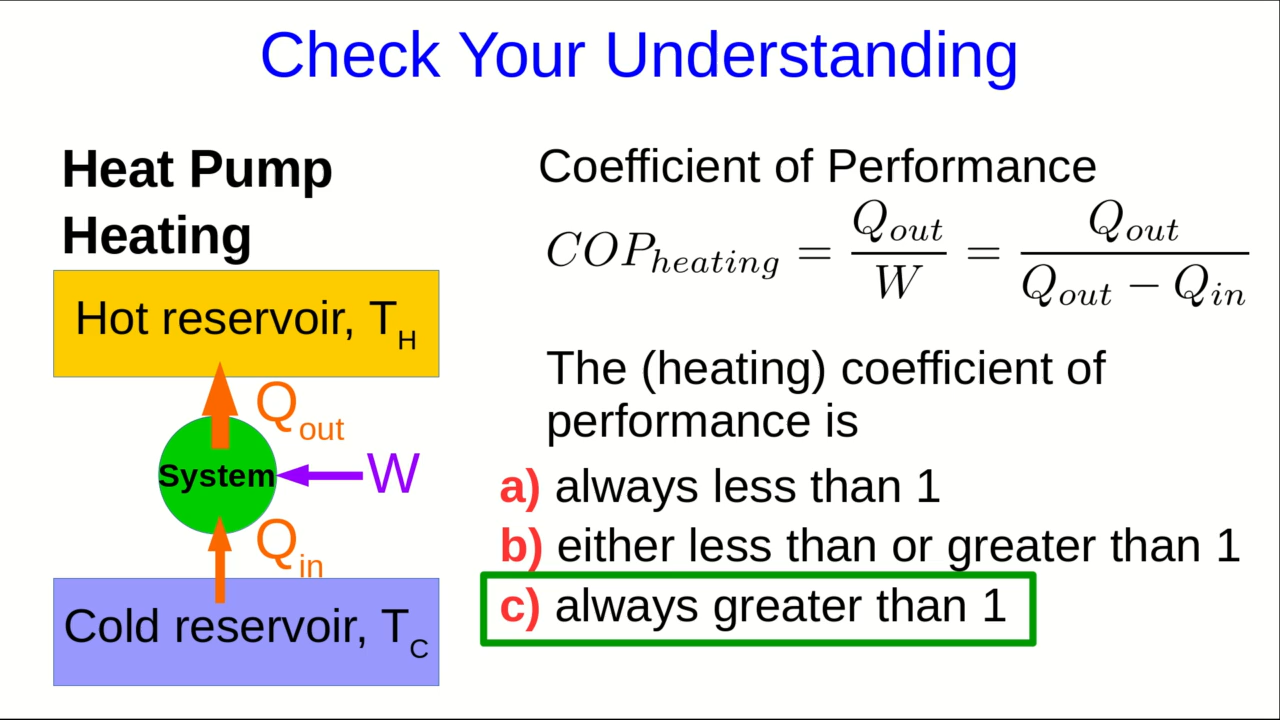 Check Your Understanding
Heat Pump
Heating
Hot reservoir, T_H
Q_out
System
W
Q_in
Cold reservoir, T_C
Coefficient of Performance
COP_heating = Q_out / W = Q_out / (Q_out − Q_in)
The (heating) coefficient of
performance is
a) always less than 1
b) either less than or greater than 1
c) always greater than 1